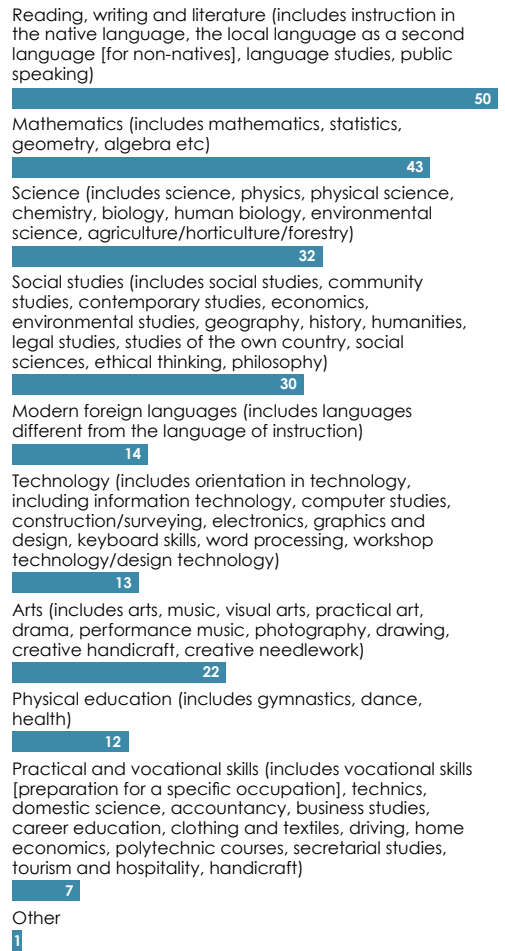 Reading, writing and literature (includes instruction in
the native language, the local language as a second
language [for non-natives], language studies, public
speaking)
50
Mathematics (includes mathematics, statistics,
geometry, algebra etc)
43
Science (includes science, physics, physical science,
chemistry, biology, human biology, environmental
science, agriculture/horticulture/forestry)
32
Social studies (includes social studies, community
studies, contemporary studies, economics,
environmental studies, geography, history, humanities,
legal studies, studies of the own country, social
sciences, ethical thinking, philosophy)
30
Modern foreign languages (includes languages
different from the language of instruction)
14
Technology (includes orientation in technology,
including information technology, computer studies,
construction/surveying, electronics, graphics and
design, keyboard skills, word processing, workshop
technology/design technology)
13
Arts (includes arts, music, visual arts, practical art,
drama, performance music, photography, drawing,
creative handicraft, creative needlework)
22
Physical education (includes gymnastics, dance,
health)
12
Practical and vocational skills (includes vocational skills
[preparation for a specific occupation], technics,
domestic science, accountancy, business studies,
career education, clothing and textiles, driving, home
economics, polytechnic courses, secretarial studies,
tourism and hospitality, handicraft)
7
Other
1